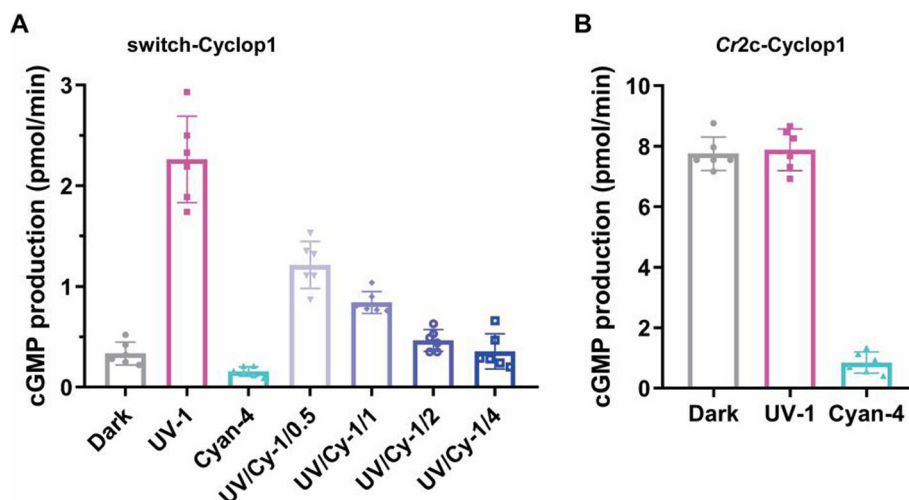 A
switch-Cyclop1
cGMP production (pmol/min)
3
2
1
0
Dark
UV-1
Cyan-4
UV/Cy-1/0.5
UV/Cy-1/1
UV/Cy-1/2
UV/Cy-1/4
B
Cr2c-Cyclop1
cGMP production (pmol/min)
10
8
6
4
2
0
Dark UV-1 Cyan-4